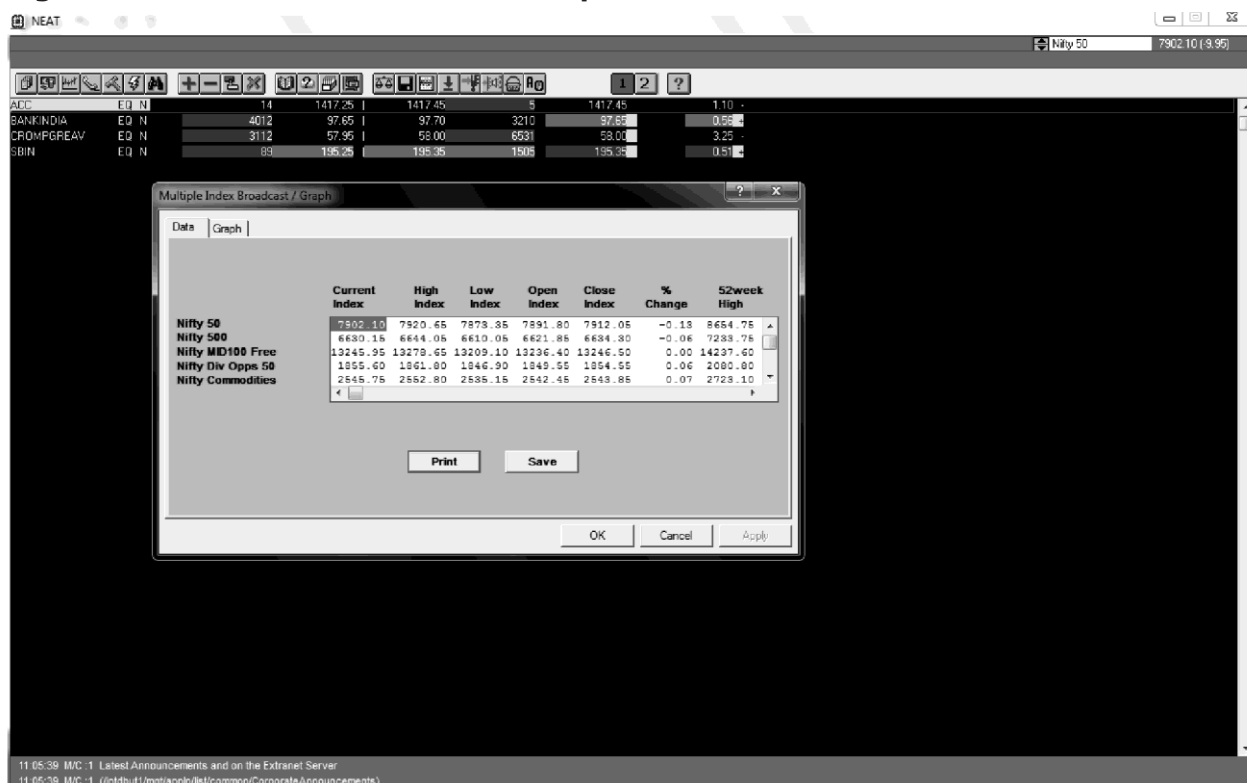 NEAT
Nifty 50 7902.10 (-9.95)
1 2 ?
ACC EQ N 14 1417.25 | 1417.45 5 1417.45 1.10 -
BANKINDIA EQ N 4012 97.65 | 97.70 3210 97.65 0.56 +
CROMPGREAV EQ N 3112 57.95 | 58.00 6531 58.00 3.25 -
SBIN EQ N 89 195.25 | 195.35 1505 195.35 0.51 +
Multiple Index Broadcast / Graph ? X
Data Graph
Current High Low Open Close % 52week
Index Index Index Index Index Change High
Nifty 50 7902.10 7920.65 7873.35 7891.80 7912.05 -0.13 8654.75
Nifty 500 6630.15 6644.05 6610.05 6621.85 6634.30 -0.06 7233.75
Nifty MID100 Free 13245.95 13278.65 13209.10 13236.40 13246.50 0.00 14237.60
Nifty Div Opps 50 1855.60 1861.80 1846.90 1849.55 1854.55 0.06 2080.80
Nifty Commodities 2545.75 2552.80 2535.15 2542.45 2543.85 0.07 2723.10
Print Save
OK Cancel Apply
11:05:39 M/C :1 Latest Announcements and on the Extranet Server
11:05:39 M/C :1